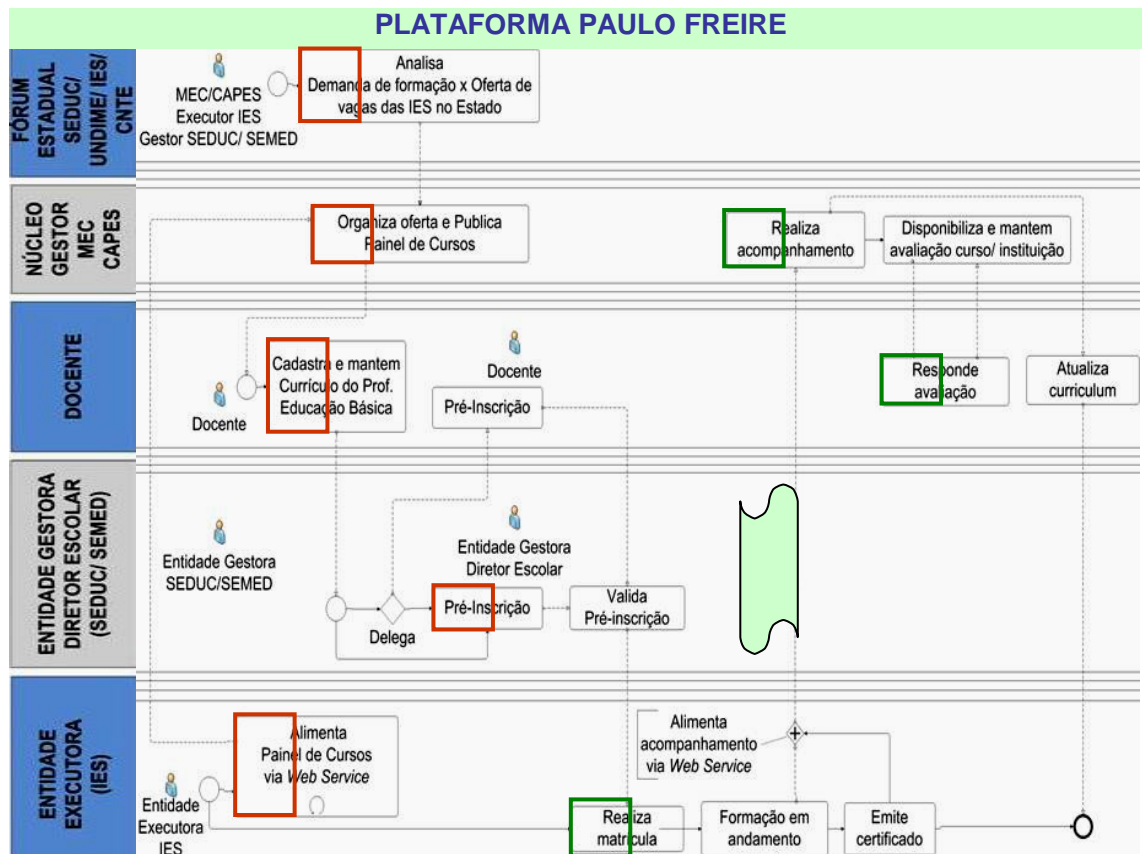 PLATAFORMA PAULO FREIRE
FÓRUM
ESTADUAL
SEDUC/
UNDIME/ IES/
CNTE
MEC/CAPES
Executor IES
Gestor SEDUC/ SEMED
Analisa
Demanda de formação x Oferta de
vagas das IES no Estado
NÚCLEO
GESTOR
MEC
CAPES
Organiza oferta e Publica
Painel de Cursos
Realiza
acompanhamento
Disponibiliza e mantem
avaliação curso/ instituição
DOCENTE
Docente
Cadastra e mantem
Currículo do Prof.
Educação Básica
Docente
Pré-Inscrição
Responde
avaliação
Atualiza
curriculum
ENTIDADE GESTORA
DIRETOR ESCOLAR
(SEDUC/ SEMED)
Entidade Gestora
SEDUC/SEMED
Delega
Entidade Gestora
Diretor Escolar
Pré-Inscrição
Valida
Pré-inscrição
ENTIDADE
EXECUTORA
(IES)
Entidade
Executora
IES
Alimenta
Painel de Cursos
via Web Service
Alimenta
acompanhamento
via Web Service
Realiza
matrícula
Formação em
andamento
Emite
certificado